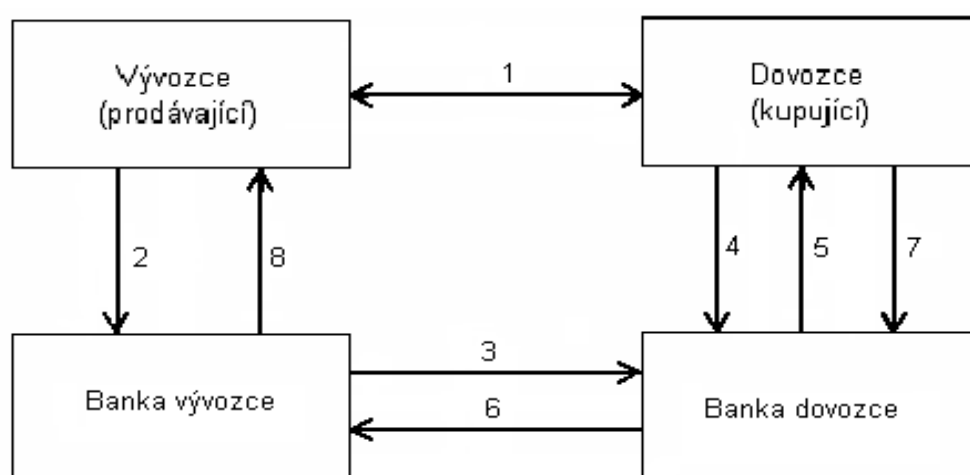 Vývozce
(prodávající)
1
Dovozce
(kupující)
2
8
4
5
7
3
6
Banka vývozce
Banka dovozce